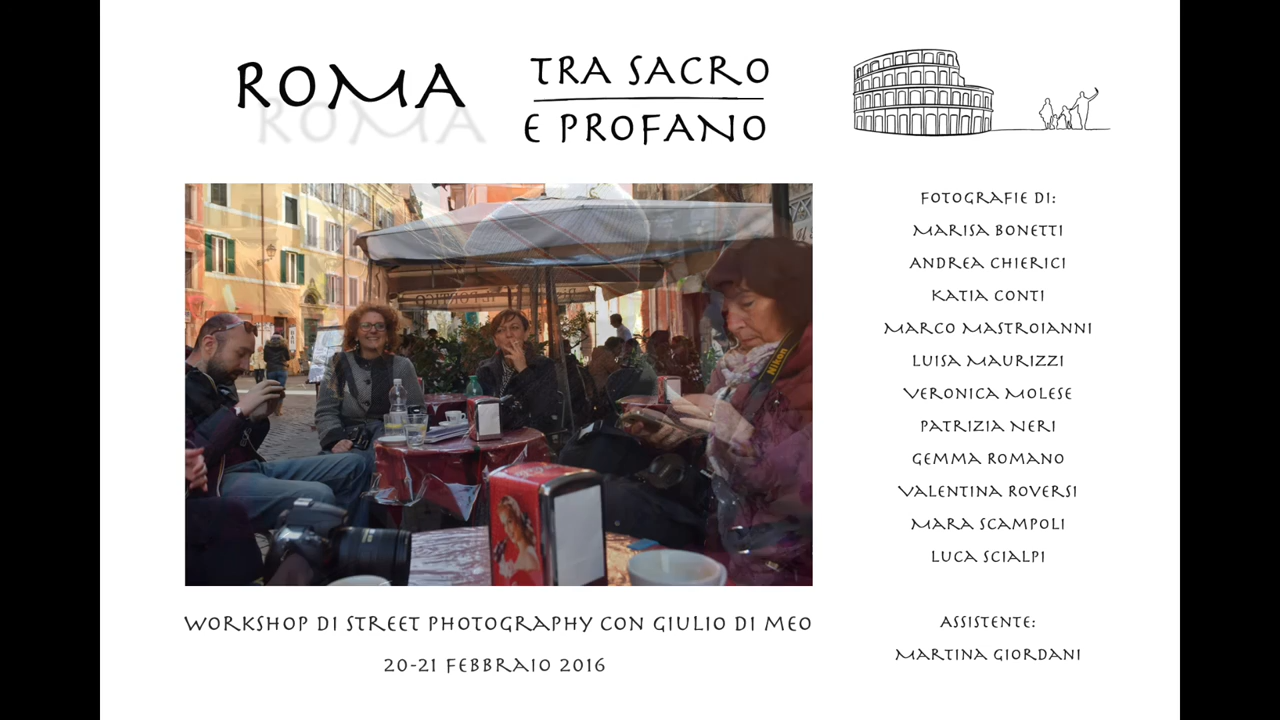 ROMA
ROMA
TRA SACRO
E PROFANO
FOTOGRAFIE DI:
MARISA BONETTI
ANDREA CHIERICI
KATIA CONTI
MARCO MASTROIANNI
LUISA MAURIZZI
VERONICA MOLESE
PATRIZIA NERI
GEMMA ROMANO
VALENTINA ROVERSI
MARA SCAMPOLI
LUCA SCIALPI
Nikon
WORKSHOP DI STREET PHOTOGRAPHY CON GIULIO DI MEO
20-21 FEBBRAIO 2016
ASSISTENTE:
MARTINA GIORDANI